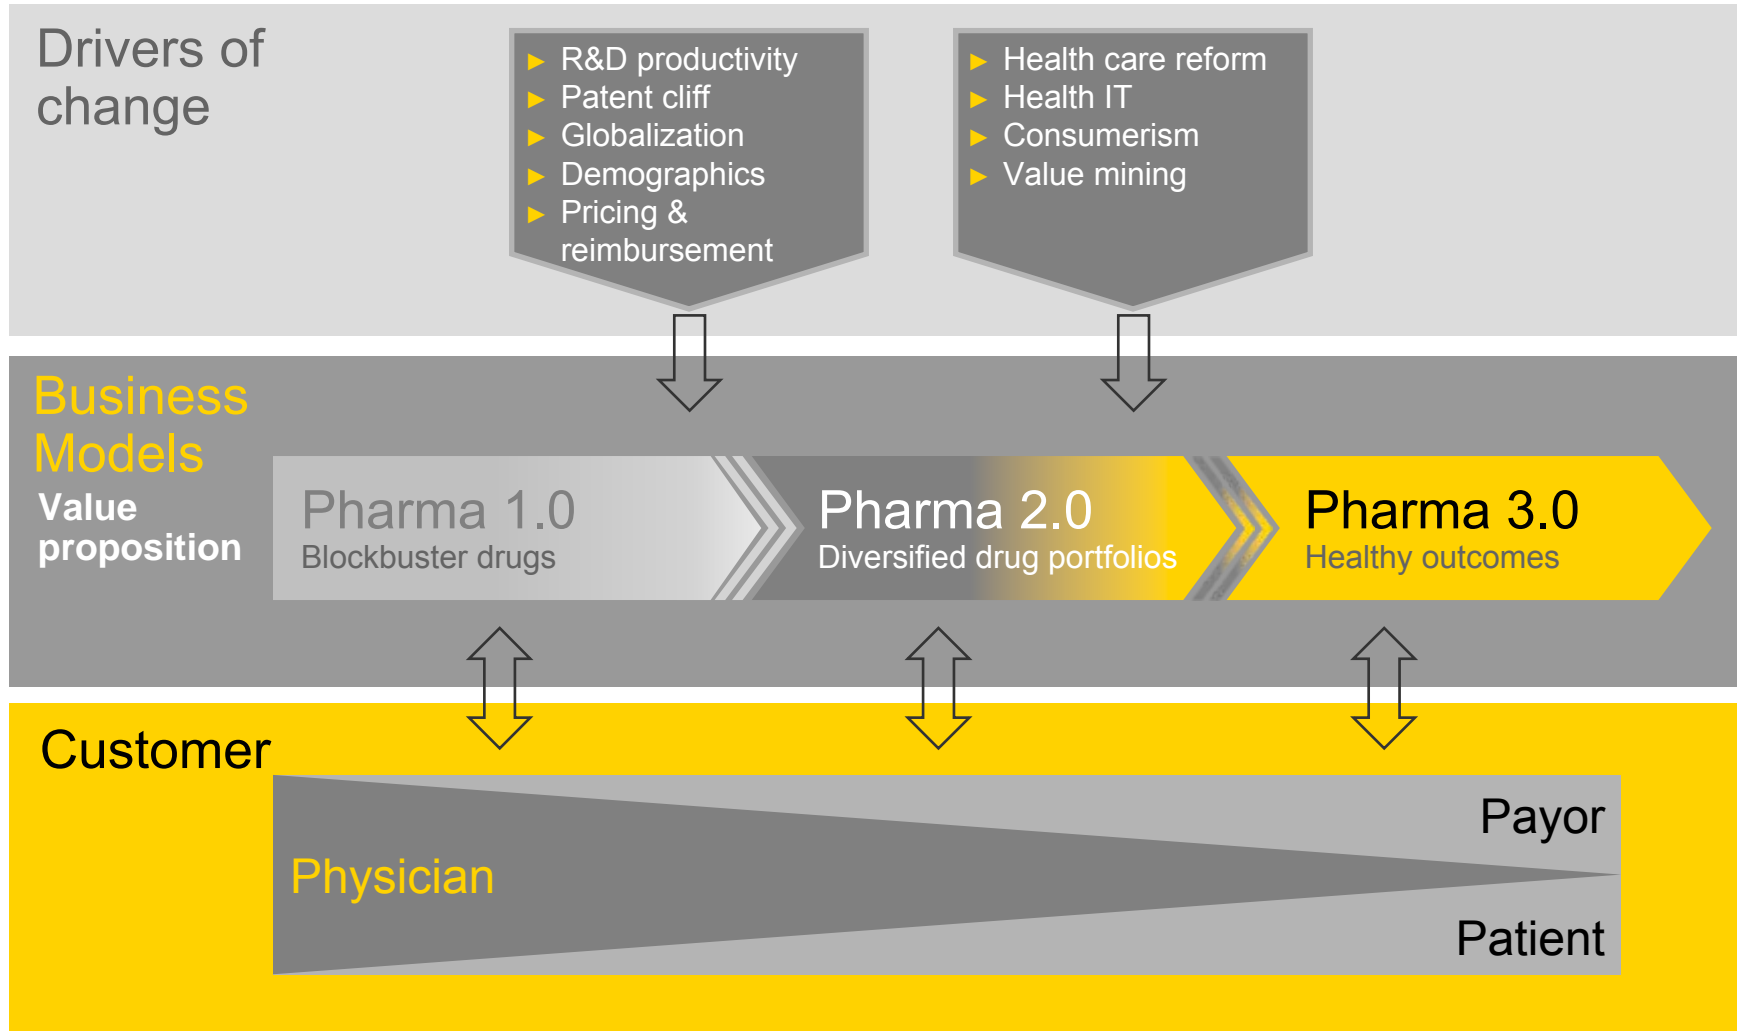 Drivers of
change
► R&D productivity
► Patent cliff
► Globalization
► Demographics
► Pricing &
reimbursement
► Health care reform
► Health IT
► Consumerism
► Value mining
Business
Models
Value
proposition
Pharma 1.0
Blockbuster drugs
Pharma 2.0
Diversified drug portfolios
Pharma 3.0
Healthy outcomes
Customer
Physician
Payor
Patient